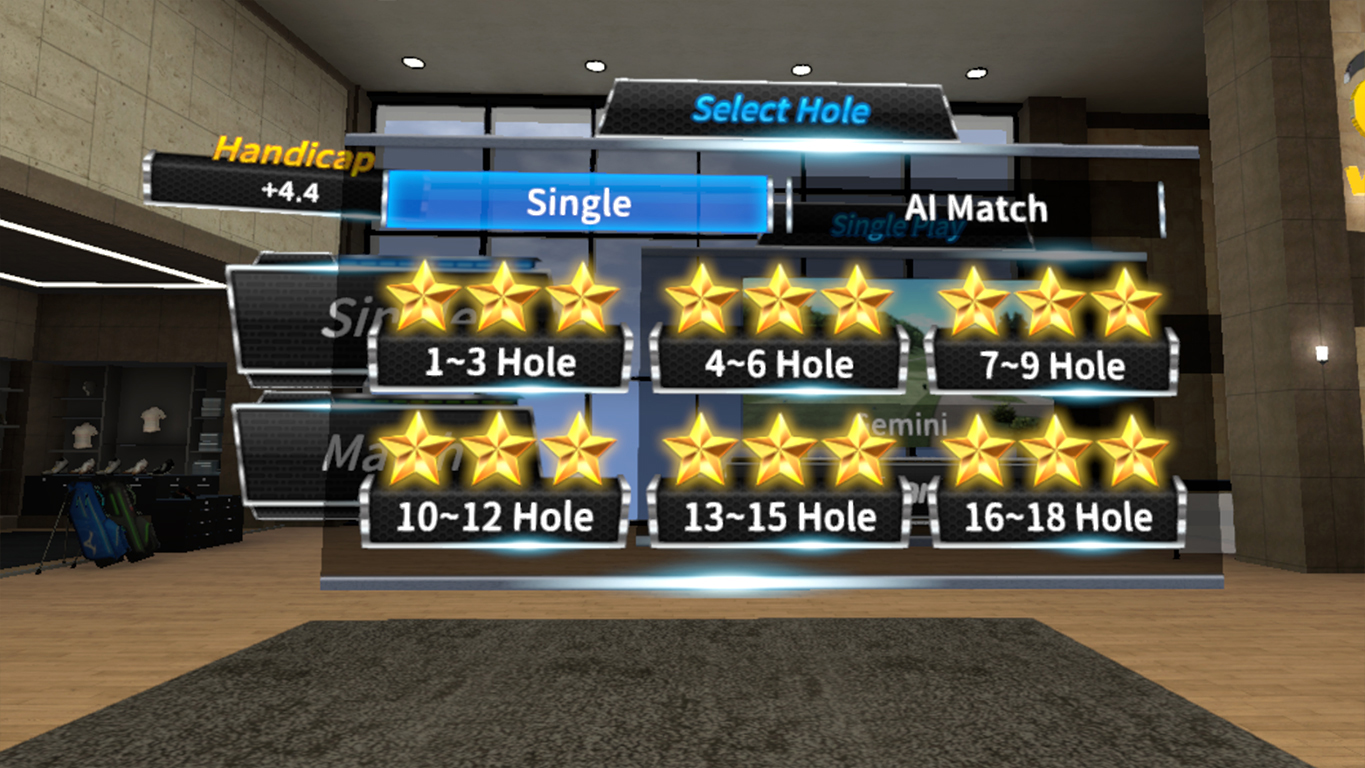 Select Hole
Handicap
+4.4
Single
AI Match
Single Play
1~3 Hole
4~6 Hole
7~9 Hole
10~12 Hole
13~15 Hole
16~18 Hole